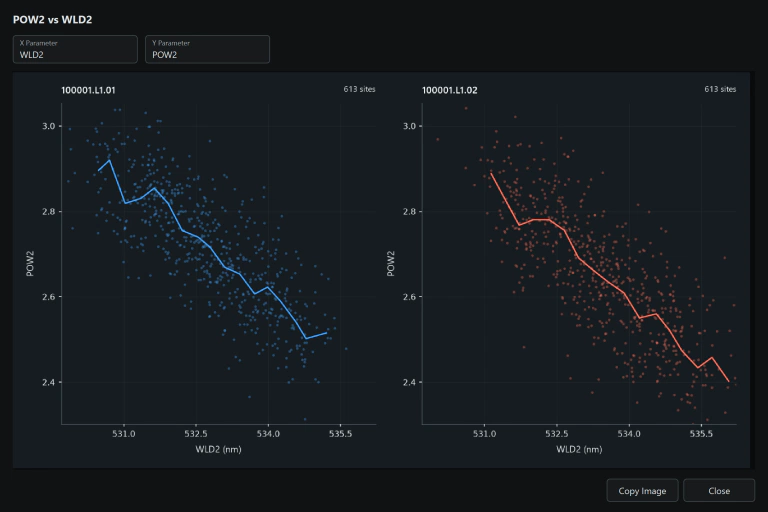 POW2 vs WLD2
X Parameter
WLD2
Y Parameter
POW2
100001.L1.01
613 sites
3.0
2.8
2.6
2.4
POW2
531.0
532.5
534.0
535.5
WLD2 (nm)
100001.L1.02
613 sites
3.0
2.8
2.6
2.4
POW2
531.0
532.5
534.0
535.5
WLD2 (nm)
Copy Image
Close